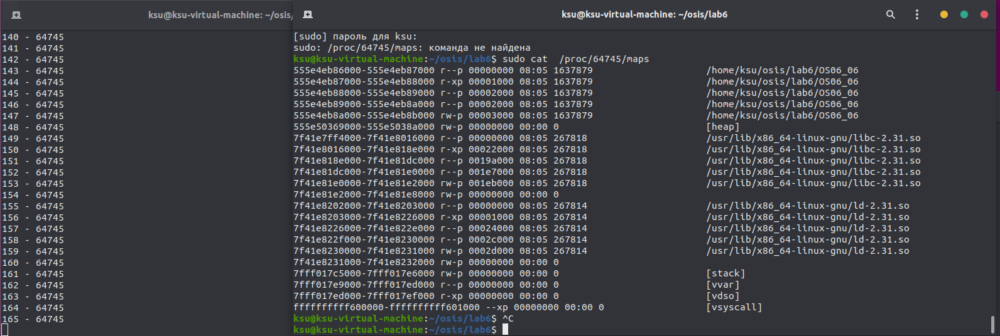 ksu@ksu-virtual-machine: ~/osis/
140 - 64745
141 - 64745
142 - 64745
143 - 64745
144 - 64745
145 - 64745
146 - 64745
147 - 64745
148 - 64745
149 - 64745
150 - 64745
151 - 64745
152 - 64745
153 - 64745
154 - 64745
155 - 64745
156 - 64745
157 - 64745
158 - 64745
159 - 64745
160 - 64745
161 - 64745
162 - 64745
163 - 64745
164 - 64745
165 - 64745
ksu@ksu-virtual-machine: ~/osis/lab6
[sudo] пароль для ksu:
sudo: /proc/64745/maps: команда не найдена
ksu@ksu-virtual-machine:~/osis/lab6$ sudo cat  /proc/64745/maps
555e4eb86000-555e4eb87000 r--p 00000000 08:05 1637879 /home/ksu/osis/lab6/OS06_06
555e4eb87000-555e4eb88000 r-xp 00001000 08:05 1637879 /home/ksu/osis/lab6/OS06_06
555e4eb88000-555e4eb89000 r--p 00002000 08:05 1637879 /home/ksu/osis/lab6/OS06_06
555e4eb89000-555e4eb8a000 r--p 00002000 08:05 1637879 /home/ksu/osis/lab6/OS06_06
555e4eb8a000-555e4eb8b000 rw-p 00003000 08:05 1637879 /home/ksu/osis/lab6/OS06_06
555e50369000-555e5038a000 rw-p 00000000 00:00 0 [heap]
7f41e7ff4000-7f41e8016000 r--p 00000000 08:05 267818 /usr/lib/x86_64-linux-gnu/libc-2.31.so
7f41e8016000-7f41e818e000 r-xp 00022000 08:05 267818 /usr/lib/x86_64-linux-gnu/libc-2.31.so
7f41e818e000-7f41e81dc000 r--p 0019a000 08:05 267818 /usr/lib/x86_64-linux-gnu/libc-2.31.so
7f41e81dc000-7f41e81e0000 r--p 001e7000 08:05 267818 /usr/lib/x86_64-linux-gnu/libc-2.31.so
7f41e81e0000-7f41e81e2000 rw-p 001eb000 08:05 267818 /usr/lib/x86_64-linux-gnu/libc-2.31.so
7f41e81e2000-7f41e81e8000 rw-p 00000000 00:00 0
7f41e8202000-7f41e8203000 r--p 00000000 08:05 267814 /usr/lib/x86_64-linux-gnu/ld-2.31.so
7f41e8203000-7f41e8226000 r-xp 00001000 08:05 267814 /usr/lib/x86_64-linux-gnu/ld-2.31.so
7f41e8226000-7f41e822e000 r--p 00024000 08:05 267814 /usr/lib/x86_64-linux-gnu/ld-2.31.so
7f41e822f000-7f41e8230000 r--p 0002c000 08:05 267814 /usr/lib/x86_64-linux-gnu/ld-2.31.so
7f41e8230000-7f41e8231000 rw-p 0002d000 08:05 267814 /usr/lib/x86_64-linux-gnu/ld-2.31.so
7f41e8231000-7f41e8232000 rw-p 00000000 00:00 0
7fff017c5000-7fff017e6000 rw-p 00000000 00:00 0 [stack]
7fff017e9000-7fff017ed000 r--p 00000000 00:00 0 [vvar]
7fff017ed000-7fff017ef000 r-xp 00000000 00:00 0 [vdso]
ffffffffff600000-ffffffffff601000 --xp 00000000 00:00 0 [vsyscall]
ksu@ksu-virtual-machine:~/osis/lab6$ ^C
ksu@ksu-virtual-machine:~/osis/lab6$